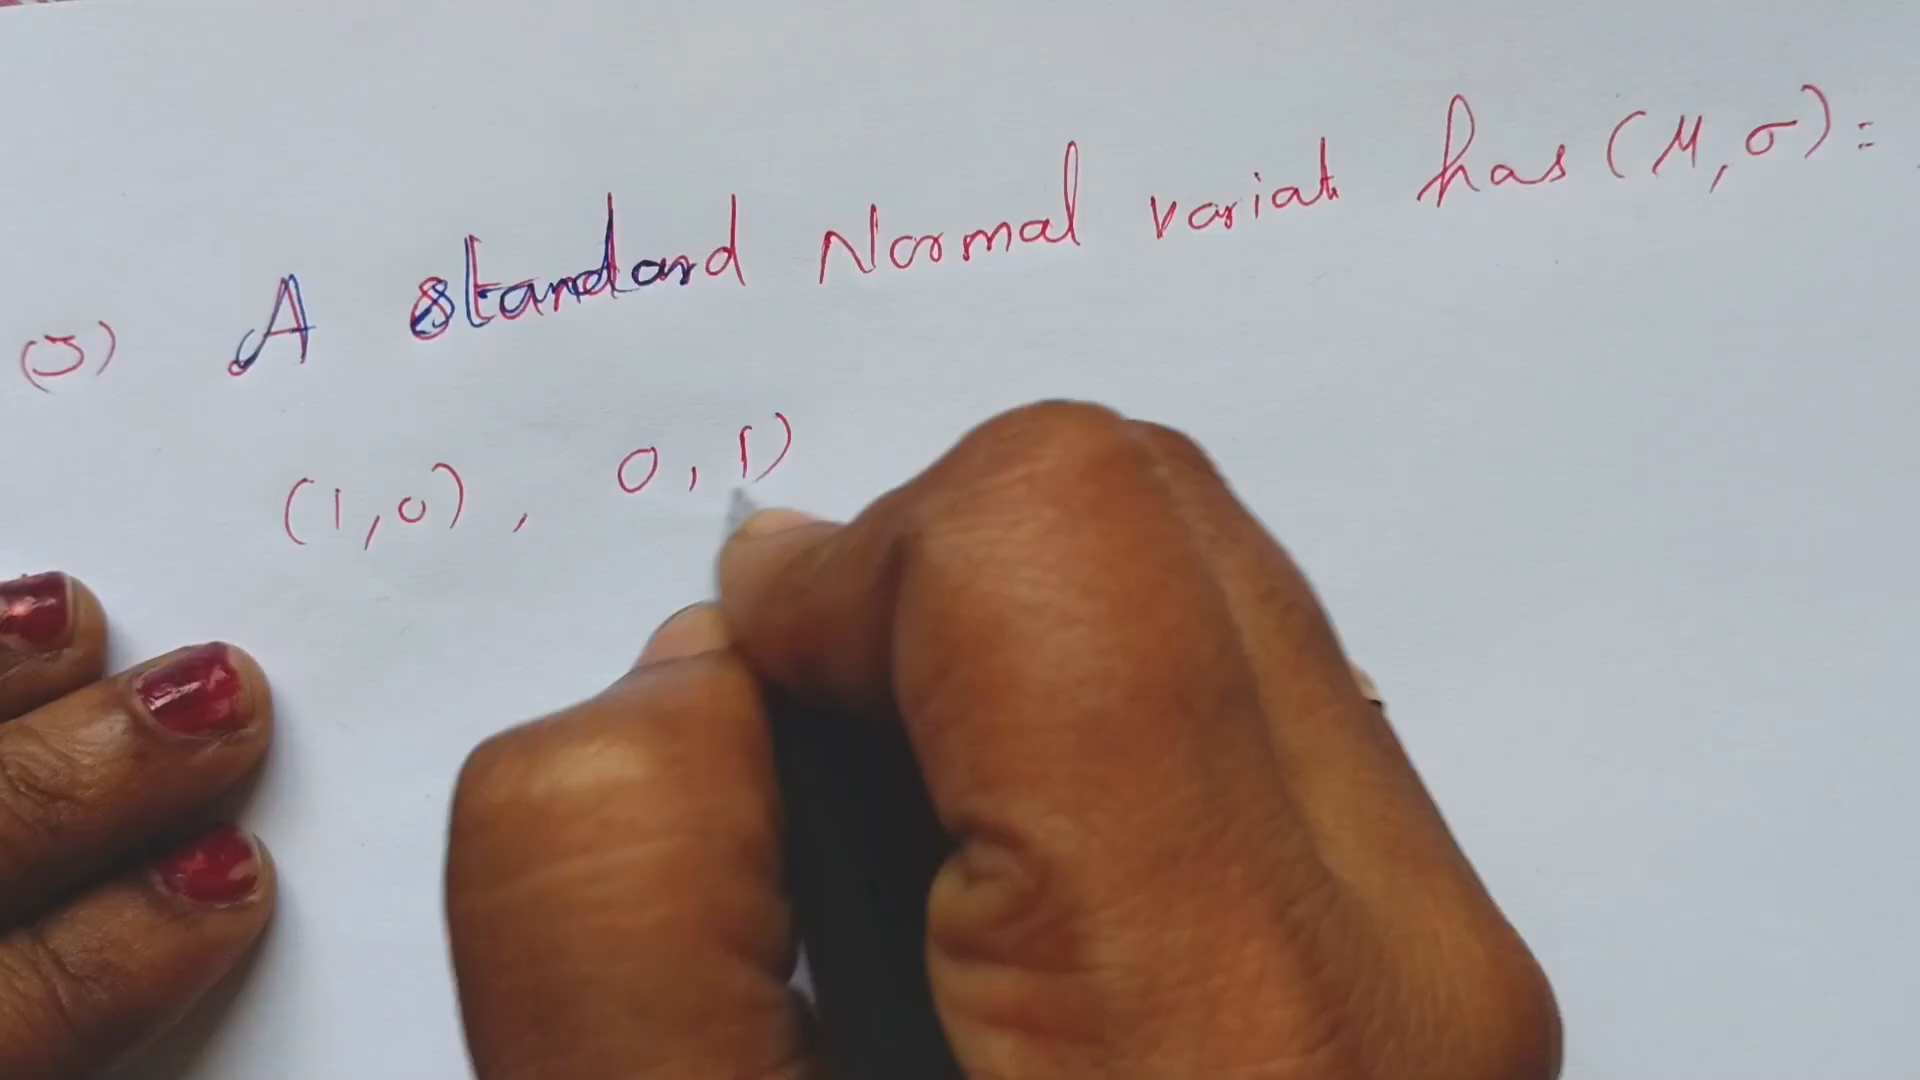 (5) A standard Normal variat has (μ, σ) =
(1,0) , 0,1)